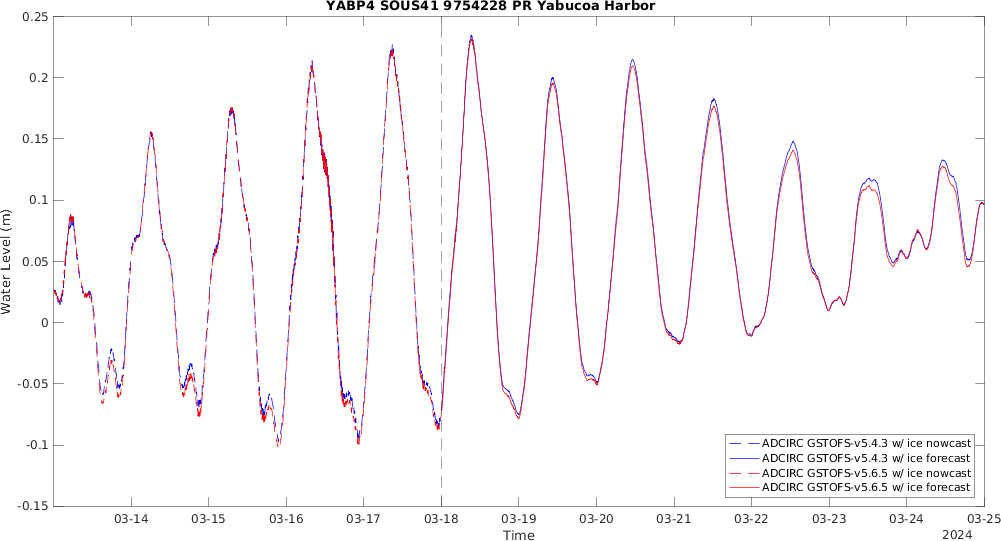 YABP4 SOUS41 9754228 PR Yabucoa Harbor
0.25
0.2
0.15
0.1
0.05
0
-0.05
-0.1
-0.15
Water Level (m)
ADCIRC GSTOFS-v5.4.3 w/ ice nowcast
ADCIRC GSTOFS-v5.4.3 w/ ice forecast
ADCIRC GSTOFS-v5.6.5 w/ ice nowcast
ADCIRC GSTOFS-v5.6.5 w/ ice forecast
03-14 03-15 03-16 03-17 03-18 03-19 03-20 03-21 03-22 03-23 03-24 03-25
Time
2024